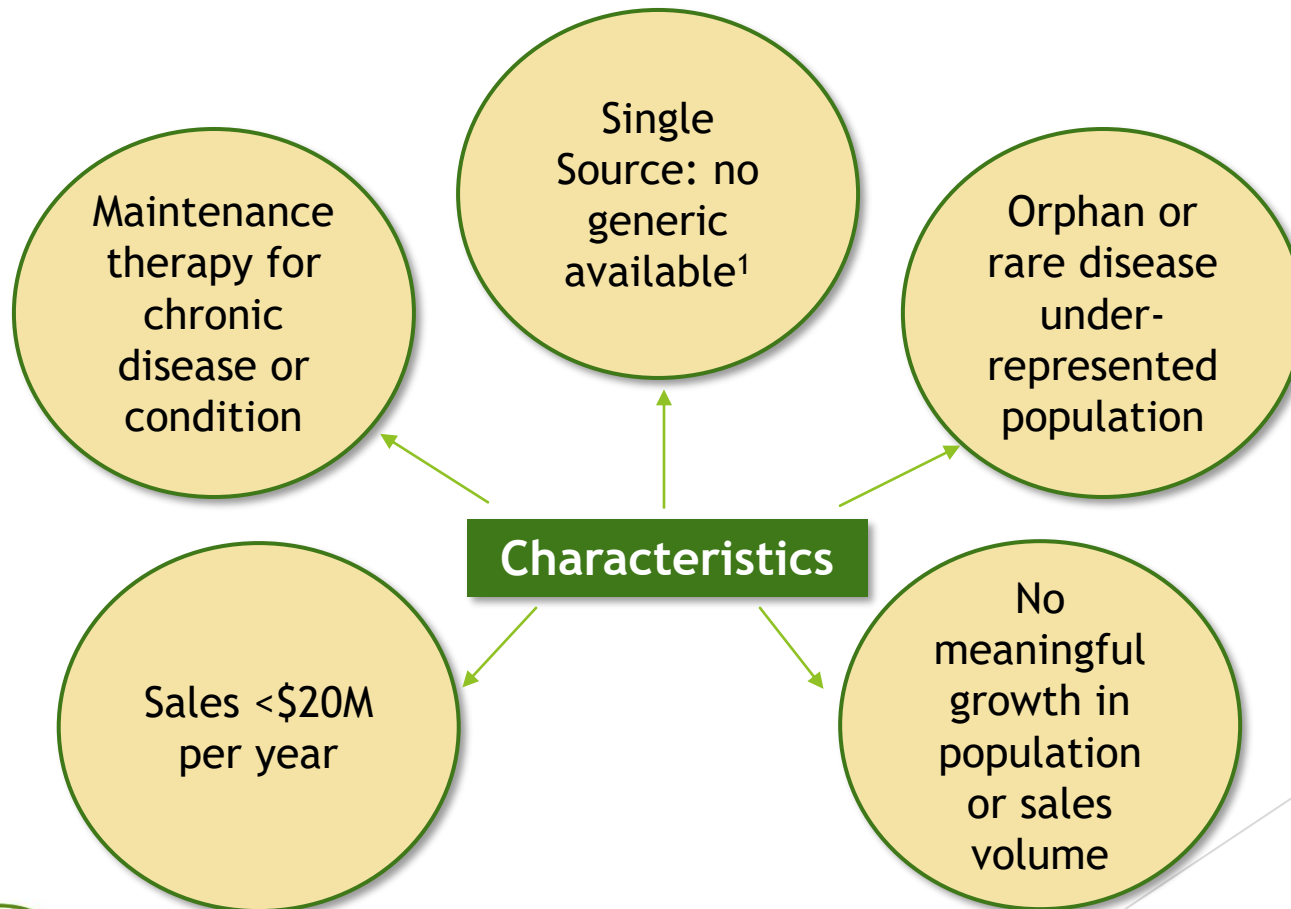 Single
Source: no
generic
available¹
Maintenance
therapy for
chronic
disease or
condition
Orphan or
rare disease
under-
represented
population
Characteristics
Sales <$20M
per year
No
meaningful
growth in
population
or sales
volume